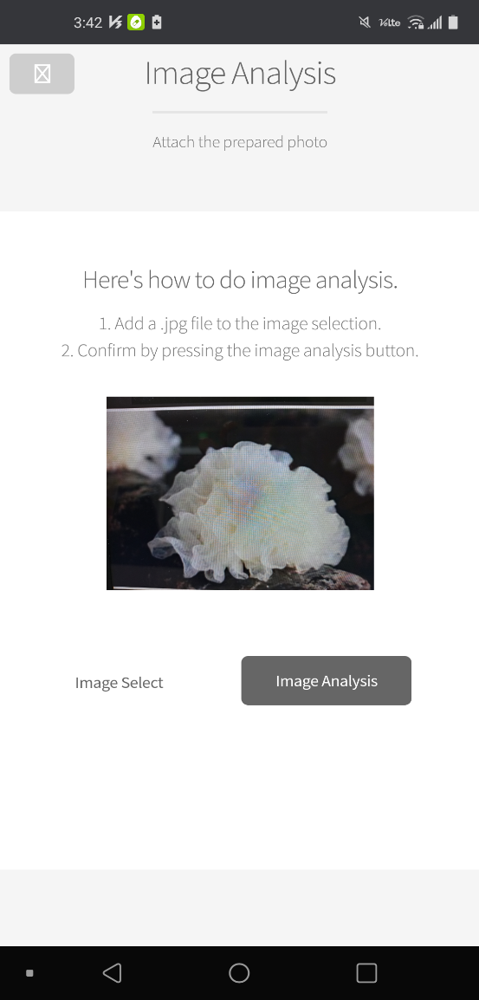 3:42
Volte
Image Analysis
Attach the prepared photo
Here's how to do image analysis.
1. Add a .jpg file to the image selection.
2. Confirm by pressing the image analysis button.
Image Select
Image Analysis